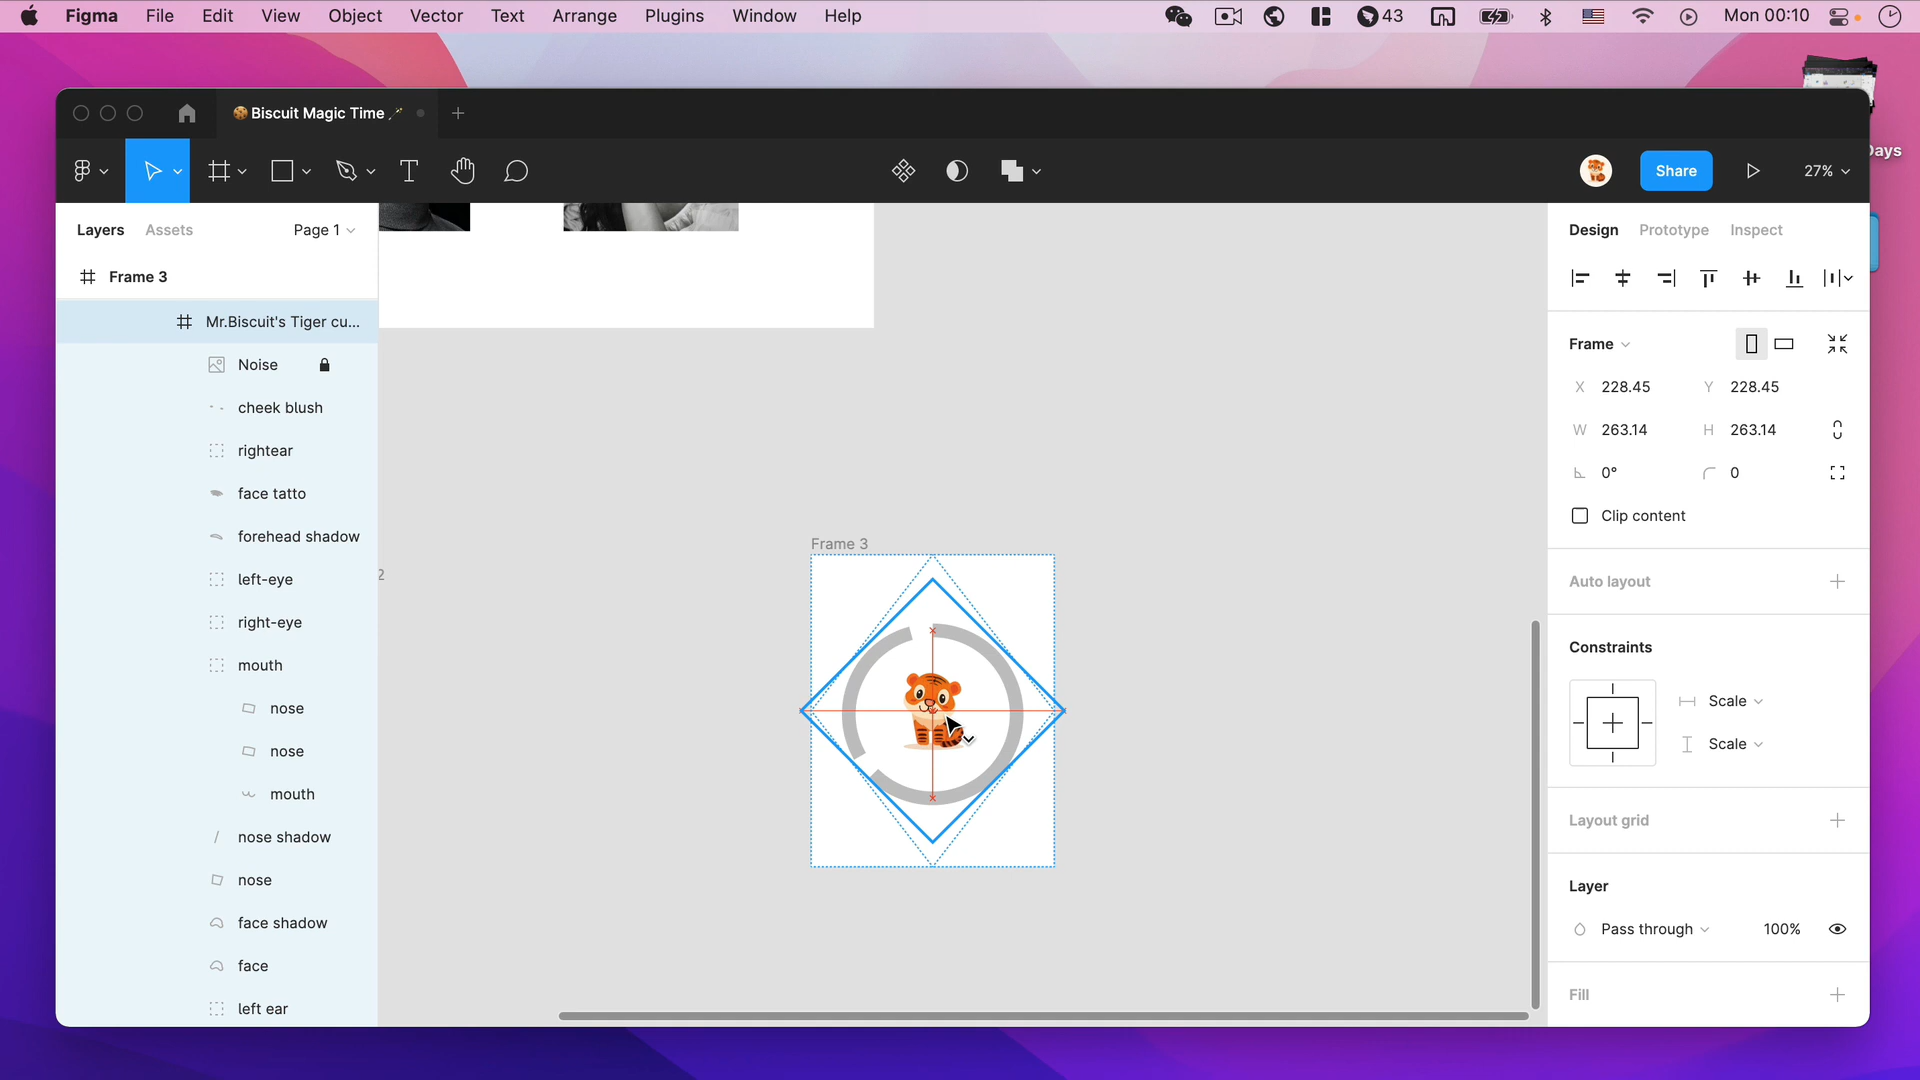 Figma File Edit View Object Vector Text Arrange Plugins Window Help 43 Mon 00:10
Days
Biscuit Magic Time
Share 27%
Layers Assets Page 1
Frame 3
Mr.Biscuit's Tiger cu...
Noise
cheek blush
rightear
face tatto
forehead shadow
left-eye
right-eye
mouth
nose
nose
mouth
nose shadow
nose
face shadow
face
left ear
2
Frame 3
Design Prototype Inspect
Frame
X 228.45 Y 228.45
W 263.14 H 263.14
0° 0
Clip content
Auto layout
Constraints
Scale
Scale
Layout grid
Layer
Pass through 100%
Fill